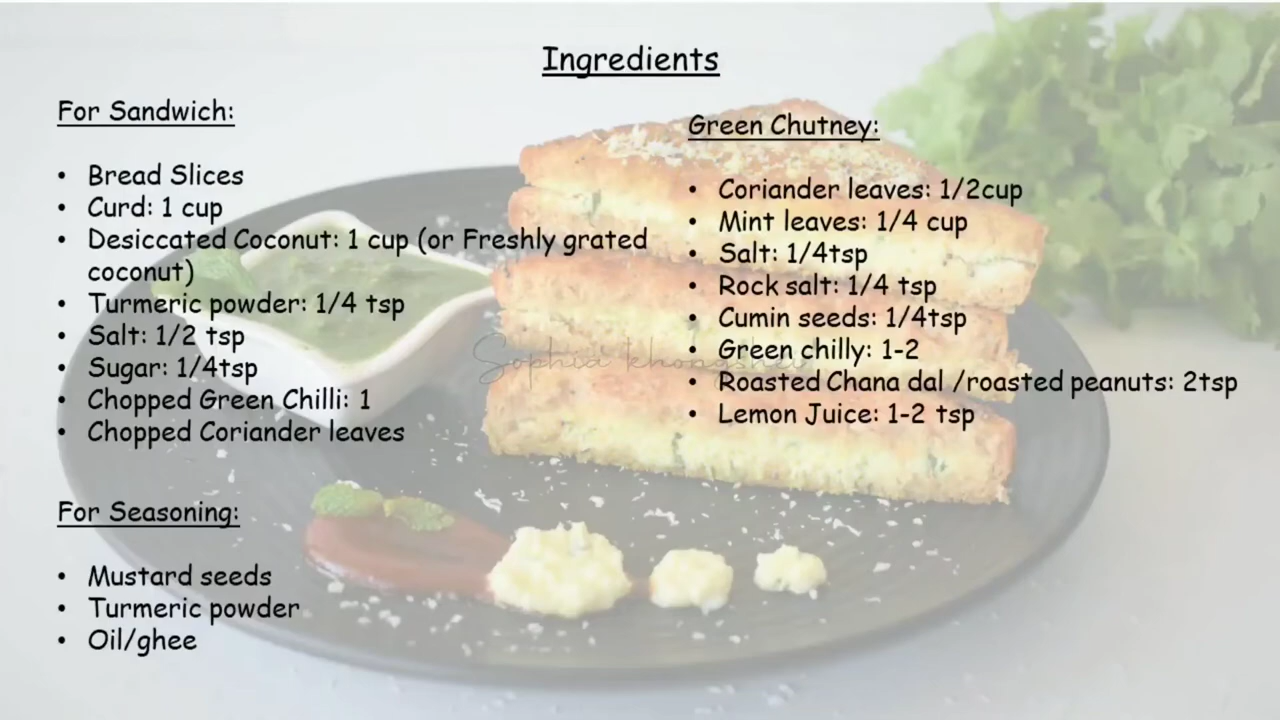 Ingredients
For Sandwich:
• Bread Slices
• Curd: 1 cup
• Desiccated Coconut: 1 cup (or Freshly grated
coconut)
• Turmeric powder: 1/4 tsp
• Salt: 1/2 tsp
• Sugar: 1/4tsp
• Chopped Green Chilli: 1
• Chopped Coriander leaves
For Seasoning:
• Mustard seeds
• Turmeric powder
• Oil/ghee
Green Chutney:
• Coriander leaves: 1/2cup
• Mint leaves: 1/4 cup
• Salt: 1/4tsp
• Rock salt: 1/4 tsp
• Cumin seeds: 1/4tsp
• Green chilly: 1-2
• Roasted Chana dal /roasted peanuts: 2tsp
• Lemon Juice: 1-2 tsp
Sophia